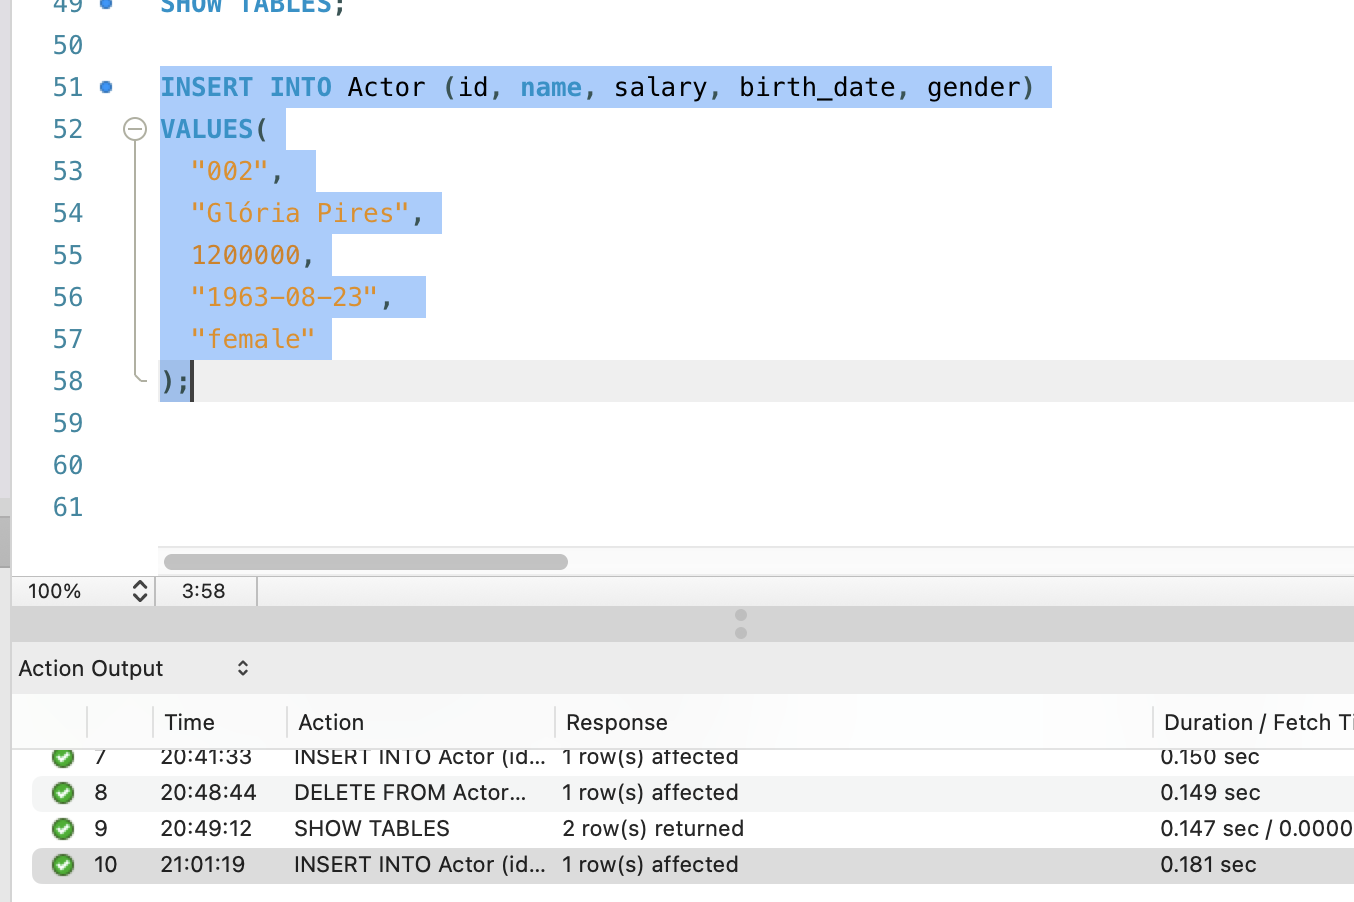 49 SHOW TABLES;
50
51 INSERT INTO Actor (id, name, salary, birth_date, gender)
52 VALUES(
53 "002",
54 "Glória Pires",
55 1200000,
56 "1963-08-23",
57 "female"
58 );
59
60
61
100% 3:58
Action Output
Time Action Response Duration / Fetch Ti
7 20:41:33 INSERT INTO Actor (id... 1 row(s) affected 0.150 sec
8 20:48:44 DELETE FROM Actor... 1 row(s) affected 0.149 sec
9 20:49:12 SHOW TABLES 2 row(s) returned 0.147 sec / 0.0000
10 21:01:19 INSERT INTO Actor (id... 1 row(s) affected 0.181 sec